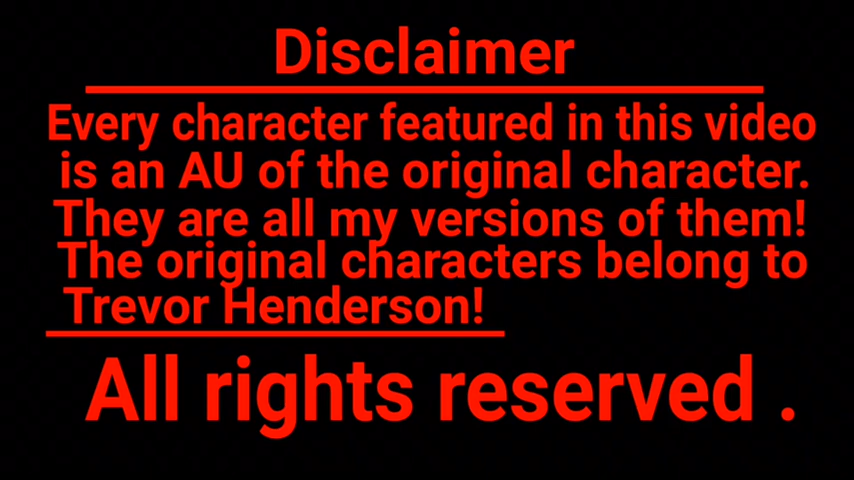 Disclaimer
Every character featured in this video
is an AU of the original character.
They are all my versions of them!
The original characters belong to
Trevor Henderson!
All rights reserved .